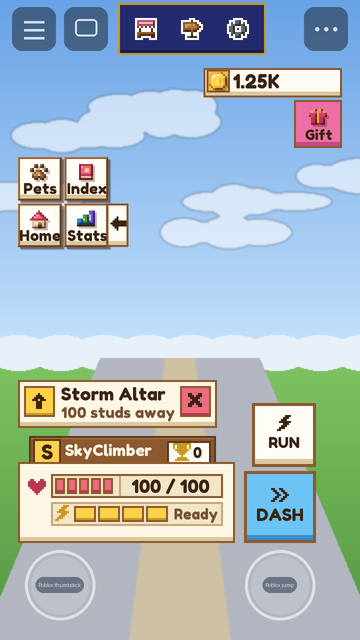 1.25K
Gift
Pets
Index
Home
Stats
Storm Altar
100 studs away
S
SkyClimber
0
100 / 100
Ready
RUN
DASH
Roblox thumbstick
Roblox jump